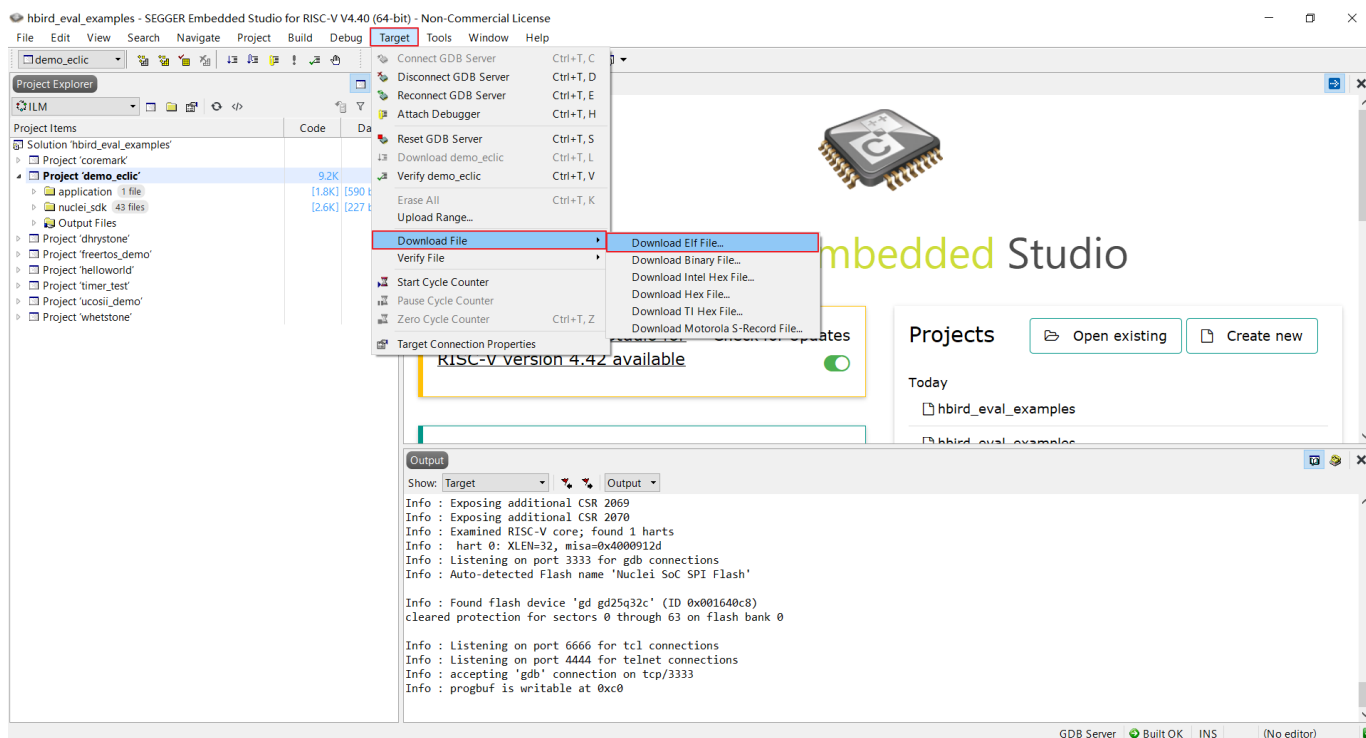 hbird_eval_examples - SEGGER Embedded Studio for RISC-V V4.40 (64-bit) - Non-Commercial License
File Edit View Search Navigate Project Build Debug Target Tools Window Help
demo_eclic
Project Explorer
ILM
Project Items Code Da
Solution 'hbird_eval_examples'
Project 'coremark'
Project 'demo_eclic' 9.2K
application 1 file [1.8K] [590 b
nuclei_sdk 43 files [2.6K] [227 b
Output Files
Project 'dhrystone'
Project 'freertos_demo'
Project 'helloworld'
Project 'timer_test'
Project 'ucosii_demo'
Project 'whetstone'
Connect GDB Server Ctrl+T, C
Disconnect GDB Server Ctrl+T, D
Reconnect GDB Server Ctrl+T, E
Attach Debugger Ctrl+T, H
Reset GDB Server Ctrl+T, S
Download demo_eclic Ctrl+T, L
Verify demo_eclic Ctrl+T, V
Erase All Ctrl+T, K
Upload Range...
Download File
Verify File
Start Cycle Counter
Pause Cycle Counter
Zero Cycle Counter Ctrl+T, Z
Target Connection Properties
Download Elf File...
Download Binary File...
Download Intel Hex File...
Download Hex File...
Download TI Hex File...
Download Motorola S-Record File...
C
mbedded Studio
RISC-V Version 4.42 available
Projects
Open existing
Create new
Today
hbird_eval_examples
hbird_eval_examples
Output
Show: Target Output
Info : Exposing additional CSR 2069
Info : Exposing additional CSR 2070
Info : Examined RISC-V core; found 1 harts
Info : hart 0: XLEN=32, misa=0x4000912d
Info : Listening on port 3333 for gdb connections
Info : Auto-detected Flash name 'Nuclei SoC SPI Flash'
Info : Found flash device 'gd gd25q32c' (ID 0x001640c8)
cleared protection for sectors 0 through 63 on flash bank 0
Info : Listening on port 6666 for tcl connections
Info : Listening on port 4444 for telnet connections
Info : accepting 'gdb' connection on tcp/3333
Info : progbuf is writable at 0xc0
GDB Server Built OK INS (No editor)